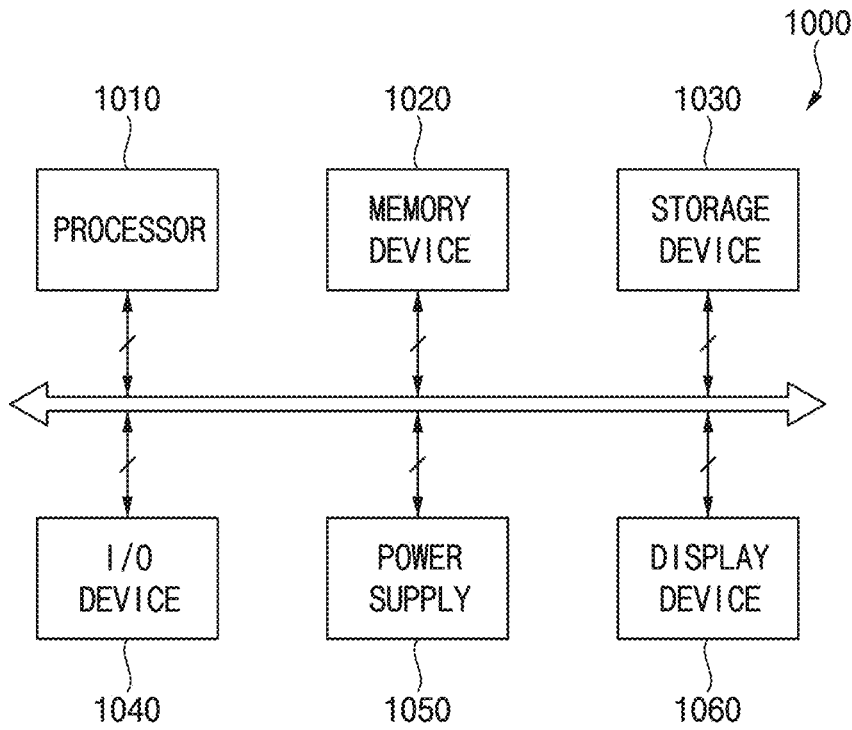 1000
1010
1020
1030
PROCESSOR
MEMORY
DEVICE
STORAGE
DEVICE
I/O
DEVICE
POWER
SUPPLY
DISPLAY
DEVICE
1040
1050
1060